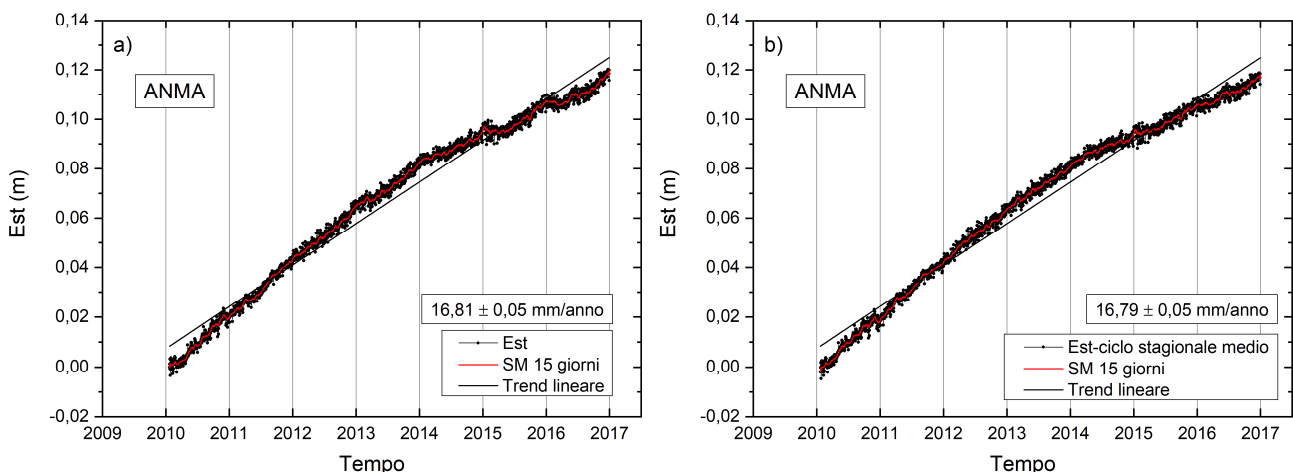 a)
ANMA
Est (m)
0,14
0,12
0,10
0,08
0,06
0,04
0,02
0,00
-0,02
16,81 ± 0,05 mm/anno
Est
SM 15 giorni
Trend lineare
2009 2010 2011 2012 2013 2014 2015 2016 2017
Tempo
b)
ANMA
Est (m)
0,14
0,12
0,10
0,08
0,06
0,04
0,02
0,00
-0,02
16,79 ± 0,05 mm/anno
Est-ciclo stagionale medio
SM 15 giorni
Trend lineare
2009 2010 2011 2012 2013 2014 2015 2016 2017
Tempo